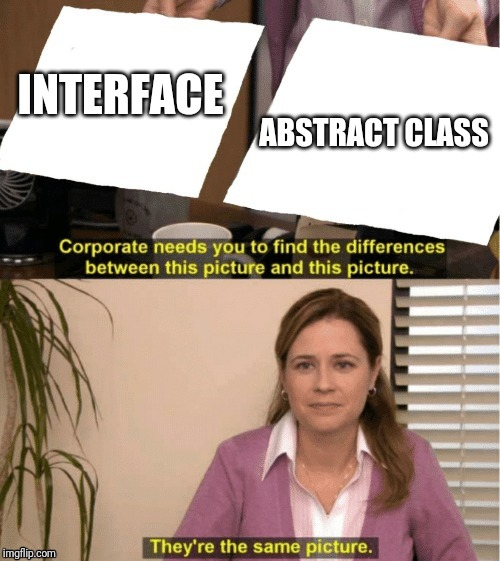 INTERFACE
ABSTRACT CLASS
Corporate needs you to find the differences
between this picture and this picture.
They're the same picture.
imgflip.com